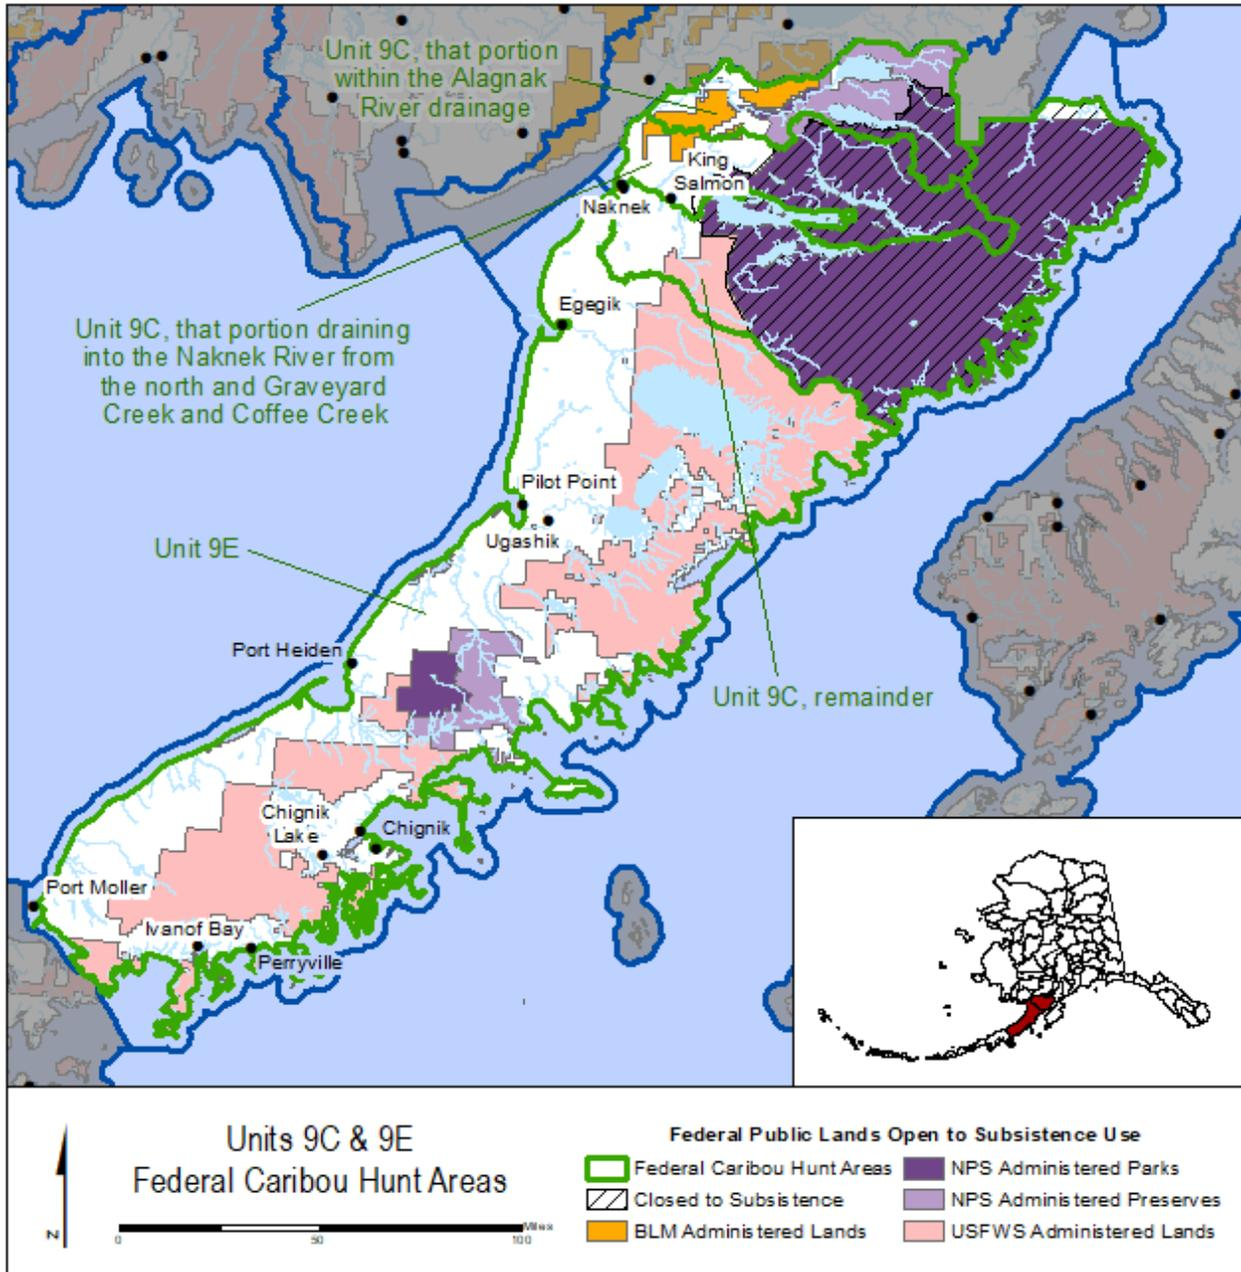 Unit 9C, that portion
within the Alagnak
River drainage
King
Salmon
Naknek
Egegik
Unit 9C, that portion draining
into the Naknek River from
the north and Graveyard
Creek and Coffee Creek
Pilot Point
Ugashik
Unit 9E
Port Heiden
Unit 9C, remainder
Chignik
Lake
Chignik
Port Moller
Ivanof Bay
Perryville
N
Units 9C & 9E
Federal Caribou Hunt Areas
Miles
0 50 100
Federal Public Lands Open to Subsistence Use
Federal Caribou Hunt Areas
Closed to Subsistence
BLM Administered Lands
NPS Administered Parks
NPS Administered Preserves
USFWS Administered Lands